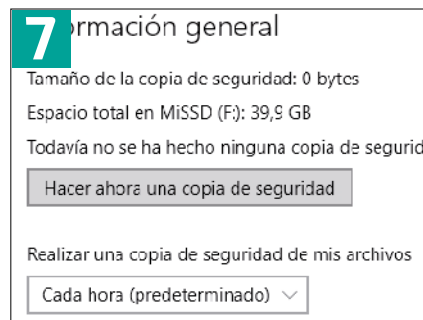 7
ormación general
Tamaño de la copia de seguridad: 0 bytes
Espacio total en MiSSD (F:): 39,9 GB
Todavía no se ha hecho ninguna copia de segurid
Hacer ahora una copia de seguridad
Realizar una copia de seguridad de mis archivos
Cada hora (predeterminado)